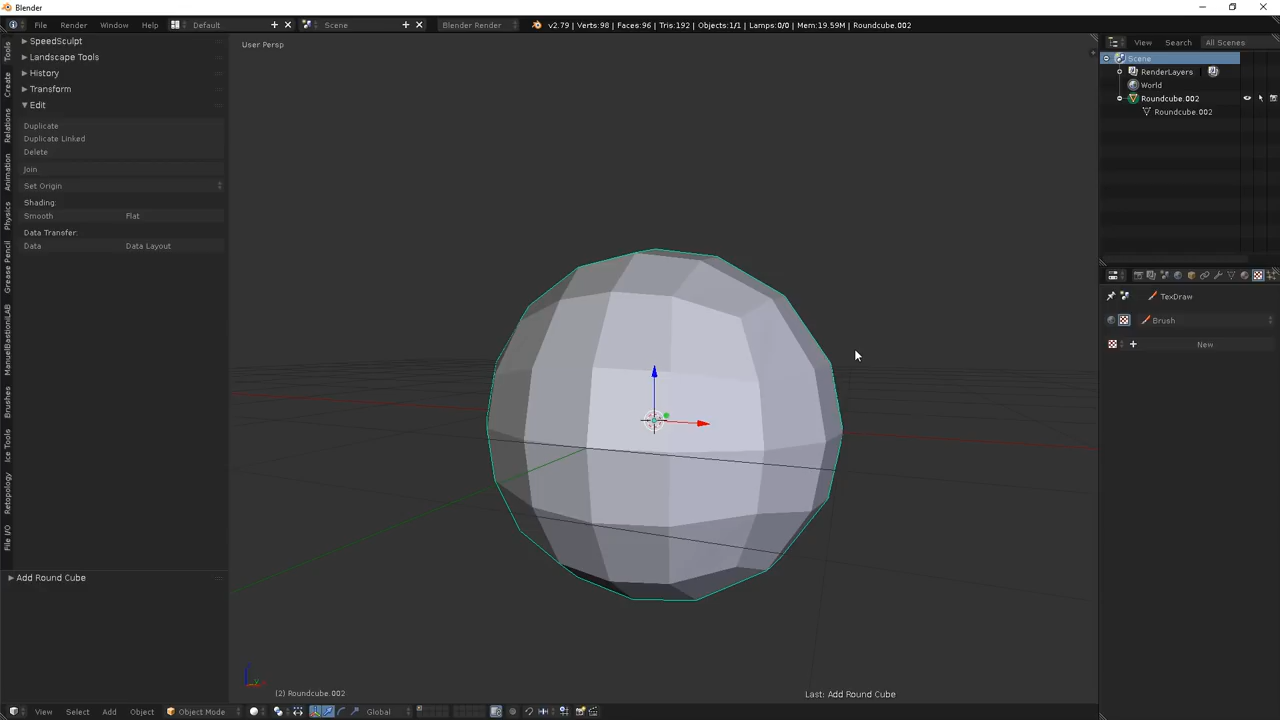 Blender
File Render Window Help Default Scene Blender Render v2.79 | Verts:98 | Faces:96 | Tris:192 | Objects:1/1 | Lamps:0/0 | Mem:19.59M | Roundcube.002
User Persp
Tools
Create
Relations
Animation
Physics
Grease Pencil
ManuelBastioniLAB
Brushes
Ice Tools
Retopology
File I/O
SpeedSculpt
Landscape Tools
History
Transform
Edit
Duplicate
Duplicate Linked
Delete
Join
Set Origin
Shading:
Smooth Flat
Data Transfer:
Data Data Layout
Add Round Cube
(2) Roundcube.002
Last: Add Round Cube
View Select Add Object Object Mode Global
View Search All Scenes
Scene
RenderLayers
World
Roundcube.002
Roundcube.002
TexDraw
Brush
New